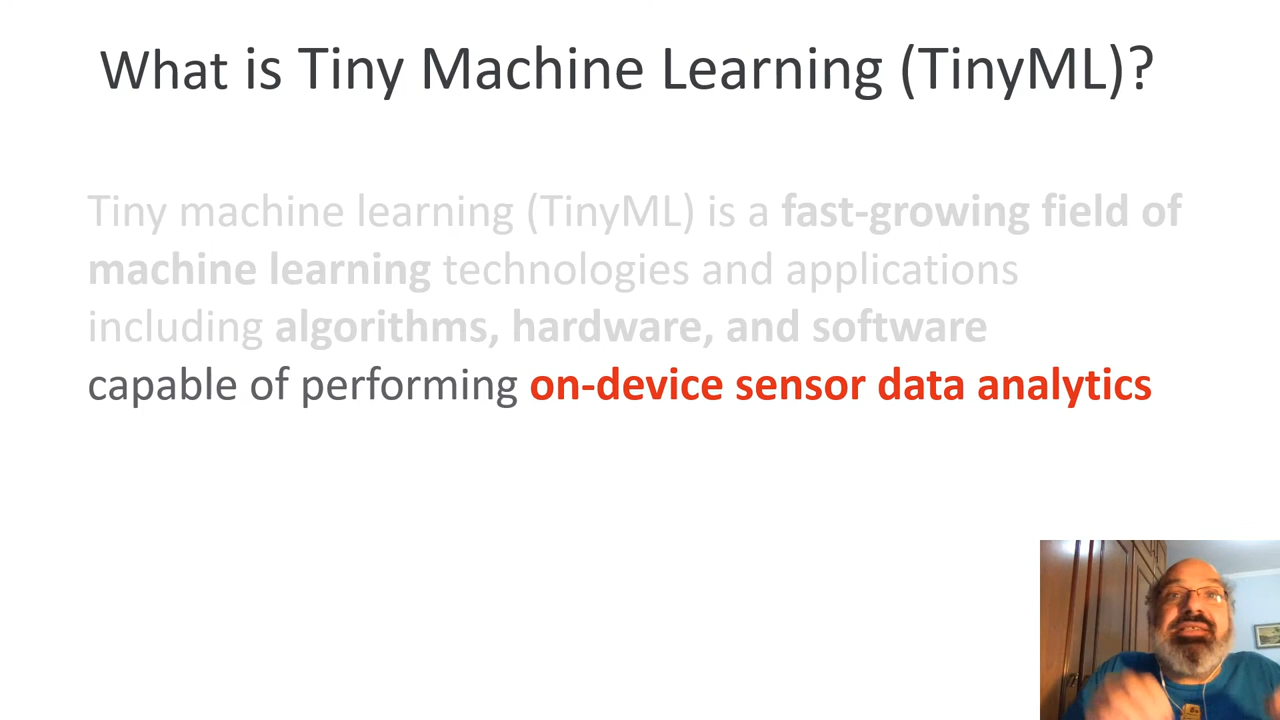 What is Tiny Machine Learning (TinyML)?
Tiny machine learning (TinyML) is a fast-growing field of
machine learning technologies and applications
including algorithms, hardware, and software
capable of performing on-device sensor data analytics